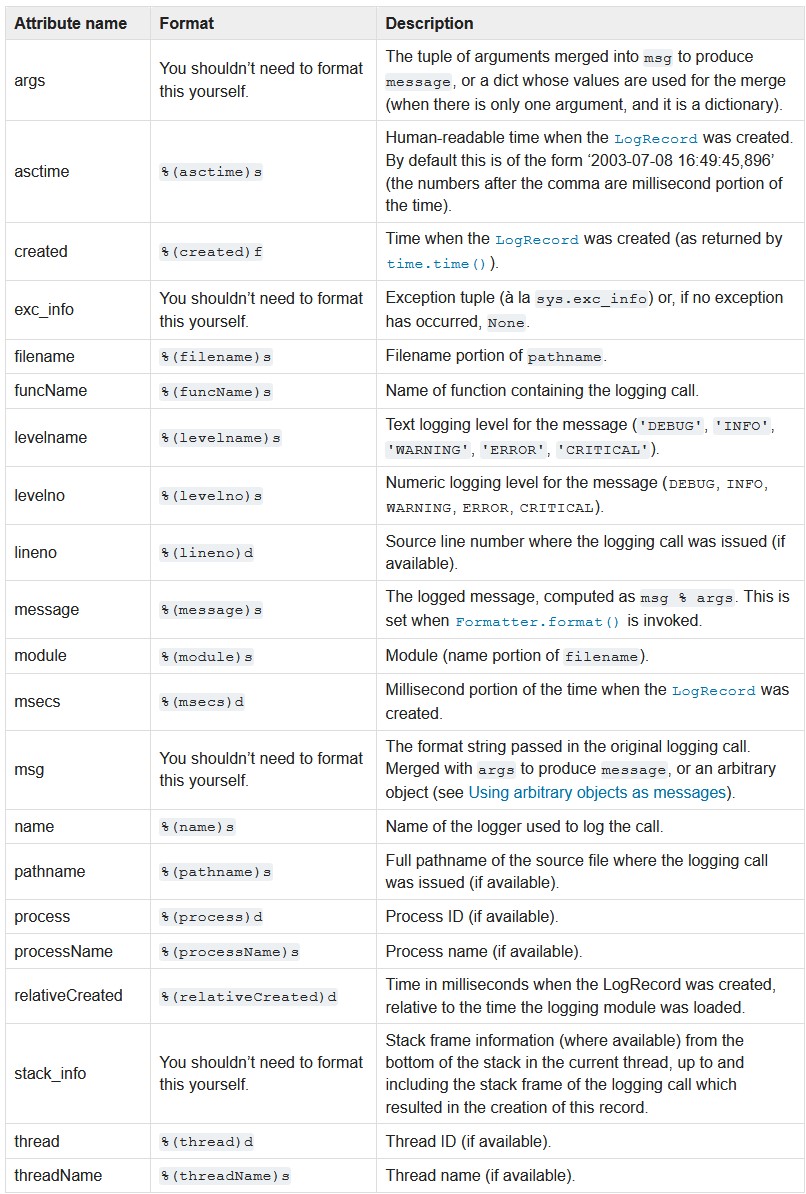 Attribute name Format Description
args You shouldn’t need to format this yourself. The tuple of arguments merged into msg to produce
message, or a dict whose values are used for the merge
(when there is only one argument, and it is a dictionary).
asctime %(asctime)s Human-readable time when the LogRecord was created.
By default this is of the form ‘2003-07-08 16:49:45,896’
(the numbers after the comma are millisecond portion of
the time).
created %(created)f Time when the LogRecord was created (as returned by
time.time()).
exc_info You shouldn’t need to format this yourself. Exception tuple (à la sys.exc_info) or, if no exception
has occurred, None.
filename %(filename)s Filename portion of pathname.
funcName %(funcName)s Name of function containing the logging call.
levelname %(levelname)s Text logging level for the message ('DEBUG', 'INFO',
'WARNING', 'ERROR', 'CRITICAL').
levelno %(levelno)s Numeric logging level for the message (DEBUG, INFO,
WARNING, ERROR, CRITICAL).
lineno %(lineno)d Source line number where the logging call was issued (if
available).
message %(message)s The logged message, computed as msg % args. This is
set when Formatter.format() is invoked.
module %(module)s Module (name portion of filename).
msecs %(msecs)d Millisecond portion of the time when the LogRecord was
created.
msg You shouldn’t need to format this yourself. The format string passed in the original logging call.
Merged with args to produce message, or an arbitrary
object (see Using arbitrary objects as messages).
name %(name)s Name of the logger used to log the call.
pathname %(pathname)s Full pathname of the source file where the logging call
was issued (if available).
process %(process)d Process ID (if available).
processName %(processName)s Process name (if available).
relativeCreated %(relativeCreated)d Time in milliseconds when the LogRecord was created,
relative to the time the logging module was loaded.
stack_info You shouldn’t need to format this yourself. Stack frame information (where available) from the
bottom of the stack in the current thread, up to and
including the stack frame of the logging call which
resulted in the creation of this record.
thread %(thread)d Thread ID (if available).
threadName %(threadName)s Thread name (if available).